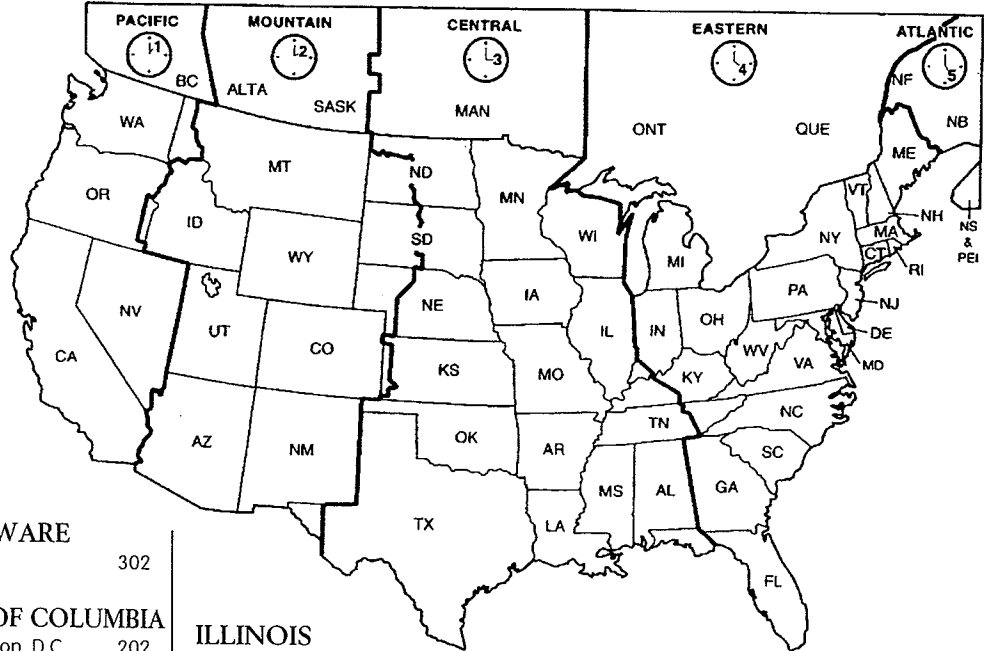 PACIFIC
1
MOUNTAIN
2
CENTRAL
3
EASTERN
4
ATLANTIC
5
BC
ALTA
SASK
MAN
ONT
QUE
NF
NB
NS
&
PEI
WA
MT
ND
MN
ME
OR
ID
SD
WI
MI
VT
NH
WY
NY
MA
CT
RI
NV
UT
NE
IA
IL
IN
OH
PA
NJ
DE
MD
CA
CO
KS
MO
KY
WV
VA
AZ
NM
OK
AR
TN
NC
SC
TX
LA
MS
AL
GA
FL
WARE
302
OF COLUMBIA
on, D.C. 202
ILLINOIS